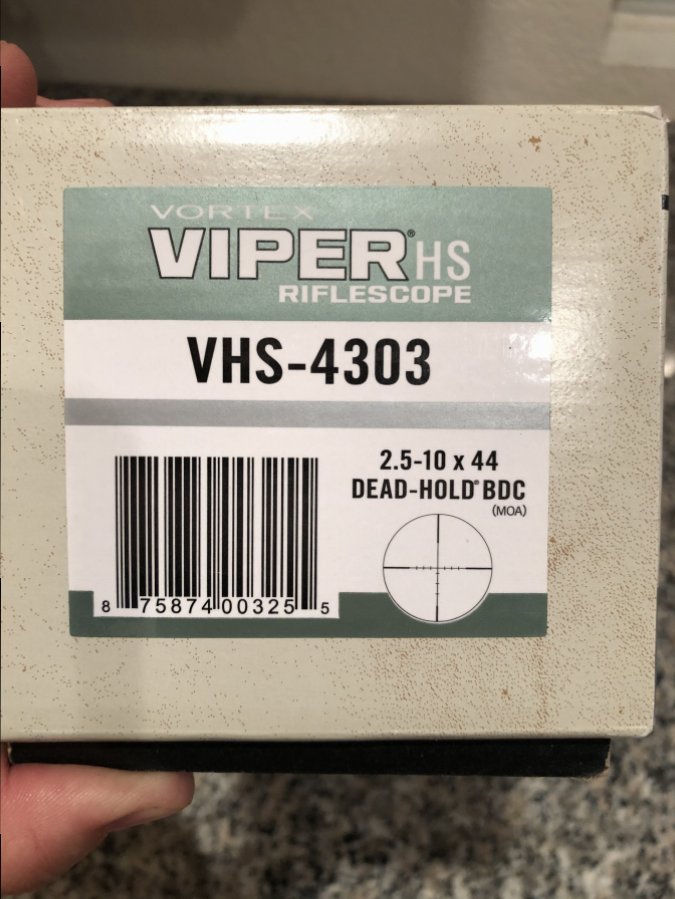 VORTEX
VIPER® HS
RIFLESCOPE
VHS-4303
2.5-10 x 44
DEAD-HOLD® BDC
(MOA)
8 75874 00325 5